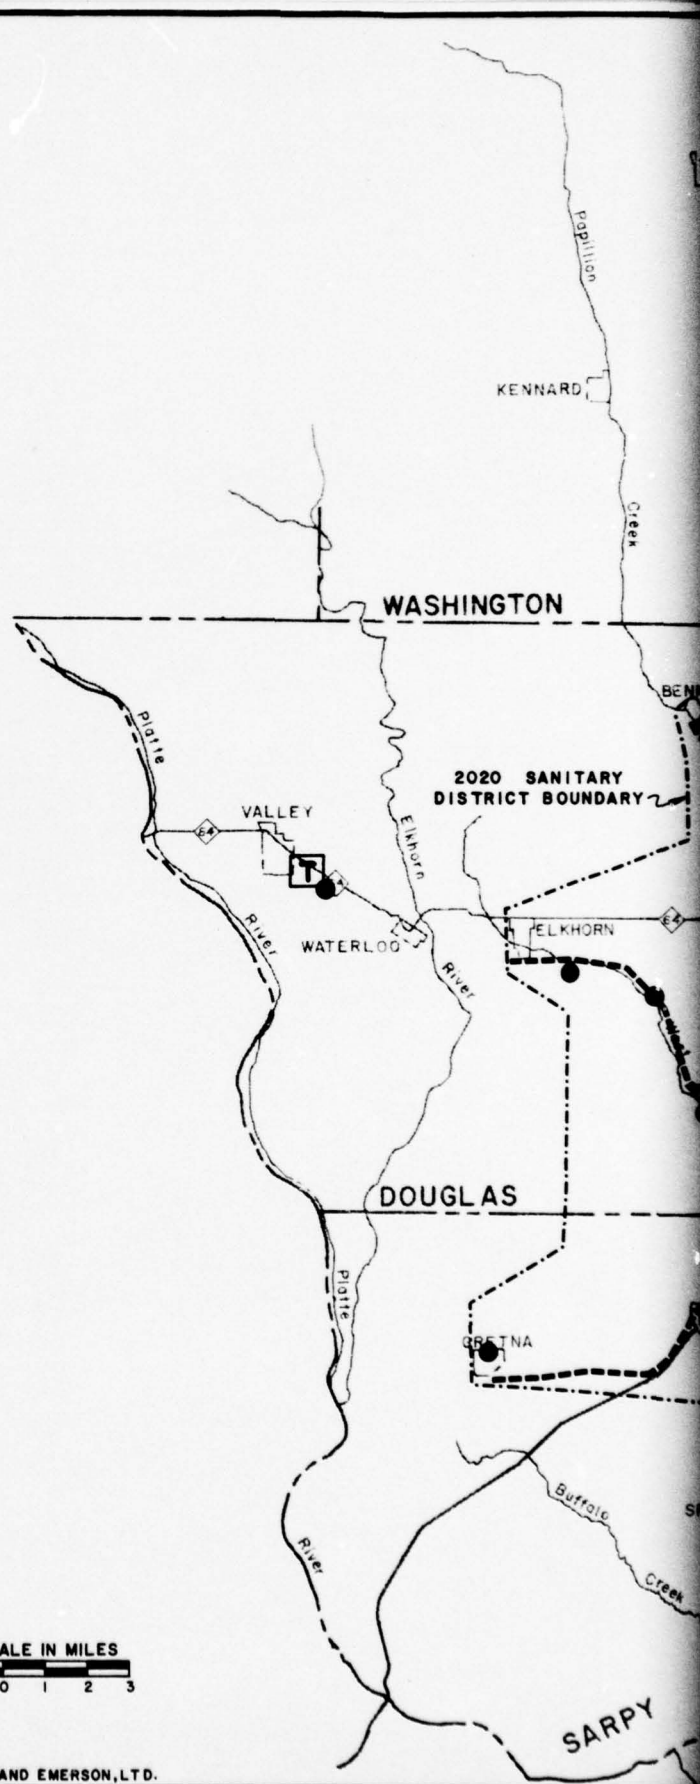 Papillion
KENNARD
Creek
WASHINGTON
Platte
2020 SANITARY
DISTRICT BOUNDARY
VALLEY
64
T
Elkhorn
64
ELKHORN
WATERLOO
River
River
DOUGLAS
Platte
GRETNA
Buffalo
River
Creek
ALE IN MILES
0 1 2 3
SARPY
AND EMERSON, LTD.